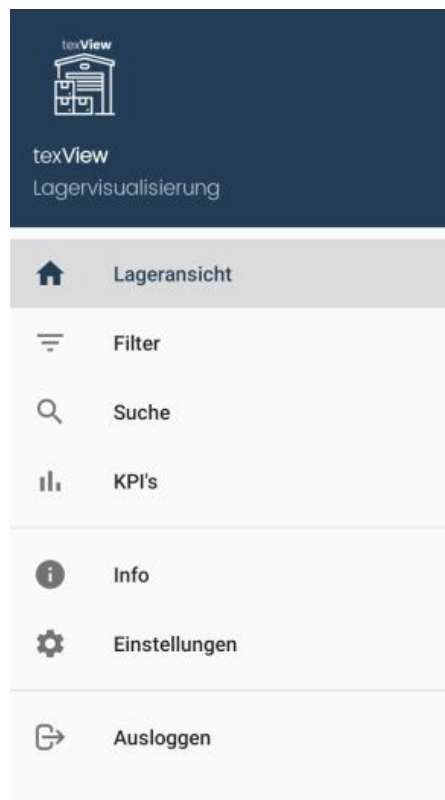 texView
texView
Lagervisualisierung
Lageransicht
Filter
Suche
KPI's
Info
Einstellungen
Ausloggen